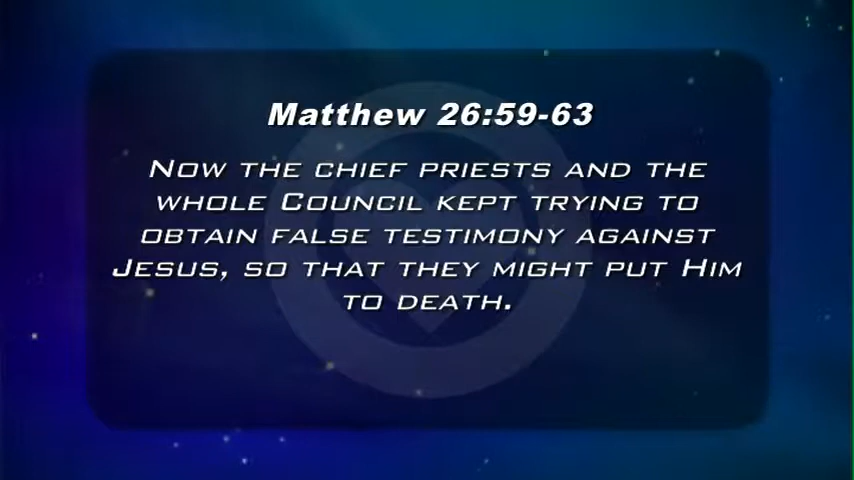 Matthew 26:59-63
Now the chief priests and the
whole Council kept trying to
obtain false testimony against
Jesus, so that they might put Him
to death.